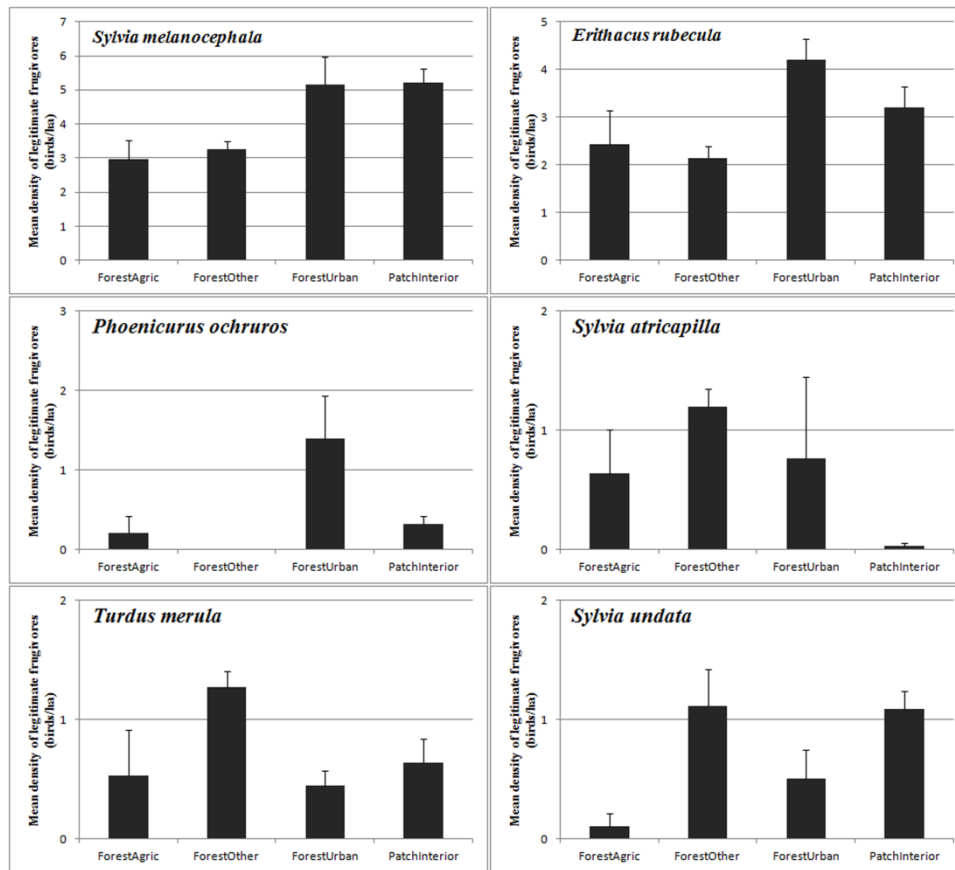 Sylvia melanocephala
Mean density of legitimate frugivores
(birds/ha)
7
6
5
4
3
2
1
0
ForestAgric ForestOther ForestUrban PatchInterior
Erithacus rubecula
Mean density of legitimate frugivores
(birds/ha)
5
4
3
2
1
0
ForestAgric ForestOther ForestUrban PatchInterior
Phoenicurus ochruros
Mean density of legitimate frugivores
(birds/ha)
3
2
1
0
ForestAgric ForestOther ForestUrban PatchInterior
Sylvia atricapilla
Mean density of legitimate frugivores
(birds/ha)
2
1
0
ForestAgric ForestOther ForestUrban PatchInterior
Turdus merula
Mean density of legitimate frugivores
(birds/ha)
2
1
0
ForestAgric ForestOther ForestUrban PatchInterior
Sylvia undata
Mean density of legitimate frugivores
(birds/ha)
2
1
0
ForestAgric ForestOther ForestUrban PatchInterior